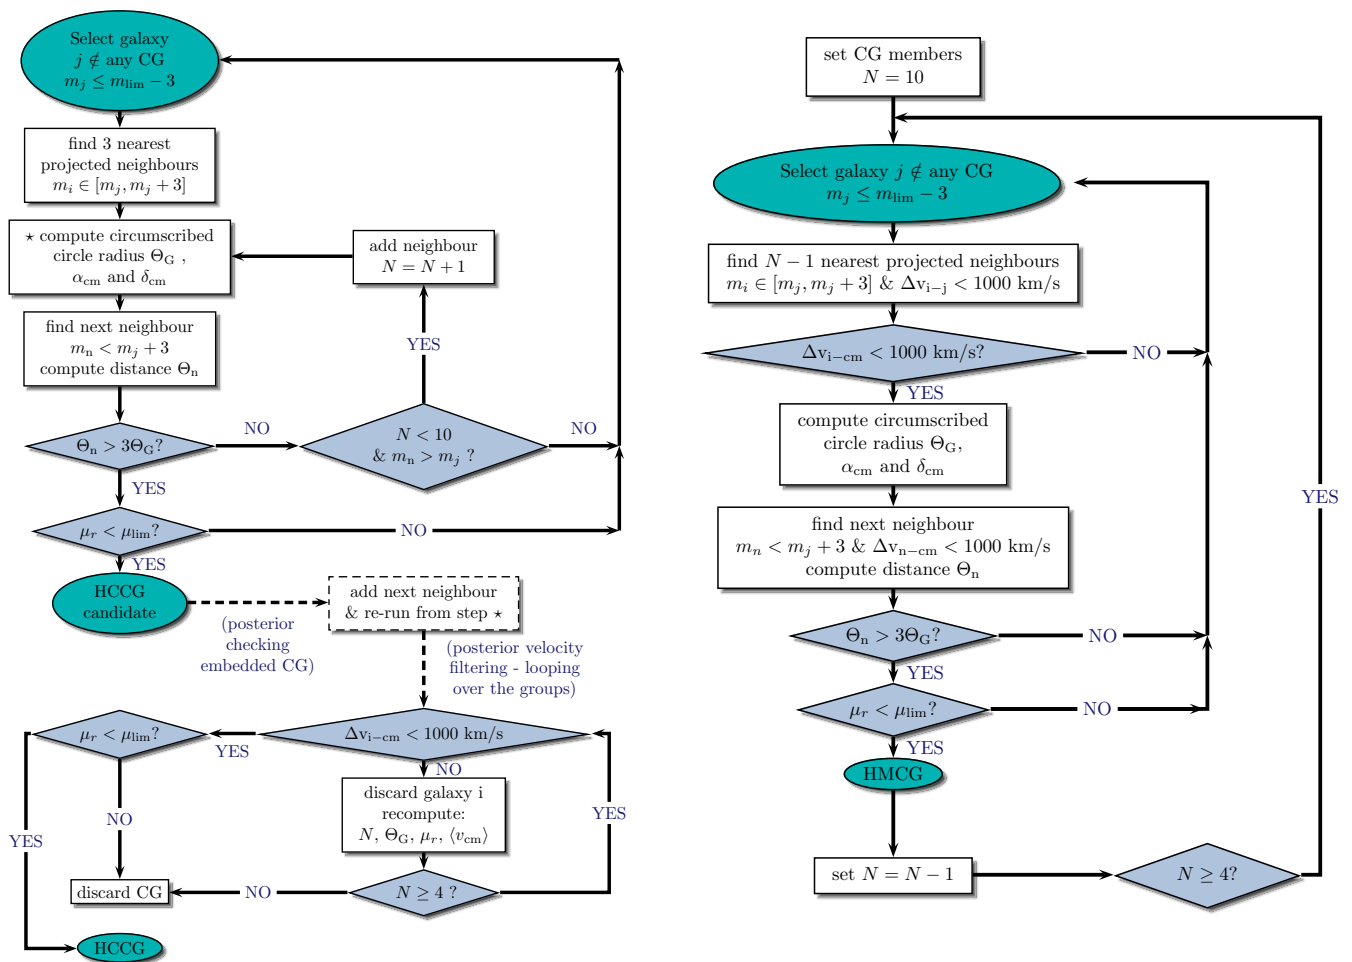 Select galaxy
j ∉ any CG
m_j ≤ m_lim − 3
find 3 nearest
projected neighbours
m_i ∈ [m_j, m_j + 3]
⋆ compute circumscribed
circle radius Θ_G ,
α_cm and δ_cm
add neighbour
N = N + 1
find next neighbour
m_n < m_j + 3
compute distance Θ_n
YES
Θ_n > 3Θ_G?
NO
N < 10
& m_n > m_j ?
NO
YES
μ_r < μ_lim?
NO
YES
HCCG
candidate
add next neighbour
& re-run from step ⋆
(posterior
checking
embedded CG)
(posterior velocity
filtering - looping
over the groups)
μ_r < μ_lim?
YES
Δv_i−cm < 1000 km/s
NO
discard galaxy i
recompute:
N, Θ_G, μ_r, ⟨v_cm⟩
YES
NO
YES
discard CG
NO
N ≥ 4 ?
HCCG
set CG members
N = 10
Select galaxy j ∉ any CG
m_j ≤ m_lim − 3
find N − 1 nearest projected neighbours
m_i ∈ [m_j, m_j + 3] & Δv_i−j < 1000 km/s
Δv_i−cm < 1000 km/s?
NO
YES
compute circumscribed
circle radius Θ_G,
α_cm and δ_cm
YES
find next neighbour
m_n < m_j + 3 & Δv_n−cm < 1000 km/s
compute distance Θ_n
Θ_n > 3Θ_G?
NO
YES
μ_r < μ_lim?
NO
YES
HMCG
set N = N − 1
N ≥ 4?